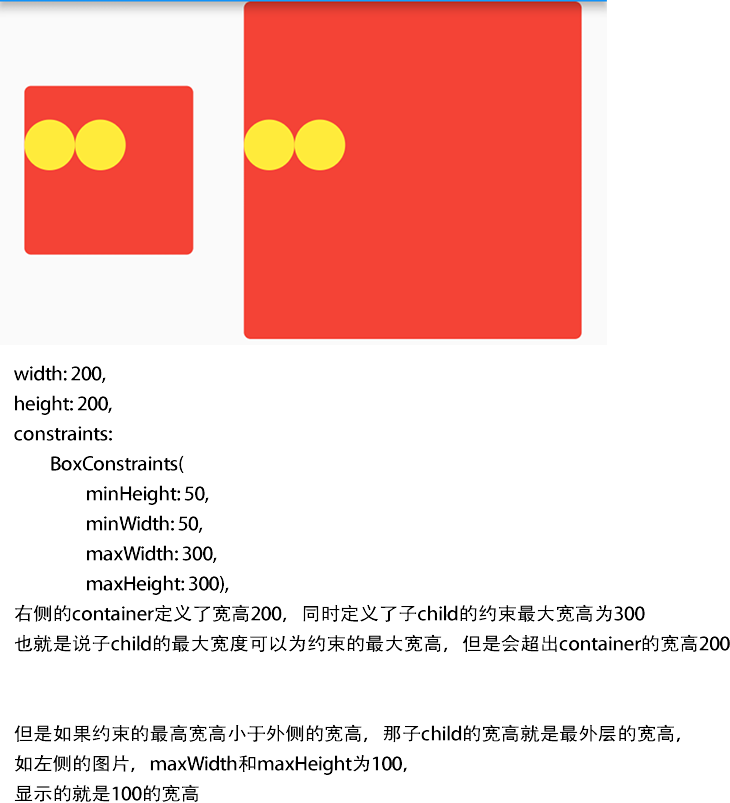 width: 200,
height: 200,
constraints:
BoxConstraints(
minHeight: 50,
minWidth: 50,
maxWidth: 300,
maxHeight: 300),
右侧的container定义了宽高200，同时定义了子child的约束最大宽高为300
也就是说子child的最大宽度可以为约束的最大宽高，但是会超出container的宽高200
但是如果约束的最高宽高小于外侧的宽高，那子child的宽高就是最外层的宽高，
如左侧的图片，maxWidth和maxHeight为100，
显示的就是100的宽高